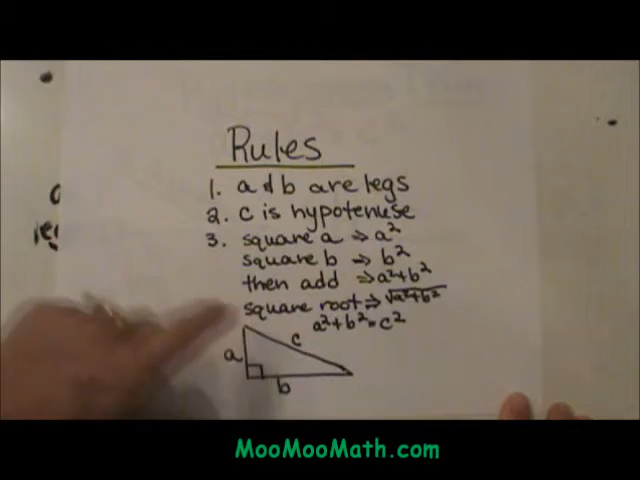 Rules
1. a & b are legs
2. c is hypotenuse
3. square a ⇒ a²
square b ⇒ b²
then add ⇒ a²+b²
square root ⇒ √a²+b²
a²+b²=c²
c
a
b
MooMooMath.com